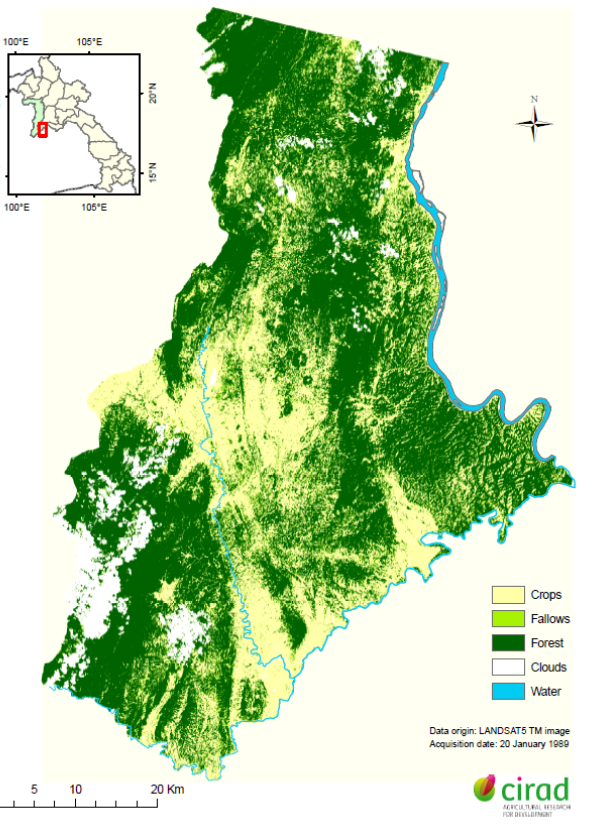 100°E 105°E
20°N
15°N
100°E 105°E
N
Crops
Fallows
Forest
Clouds
Water
Data origin: LANDSAT5 TM image
Acquisition date: 20 January 1989
5 10 20 Km
cirad
AGRICULTURAL RESEARCH
FOR DEVELOPMENT